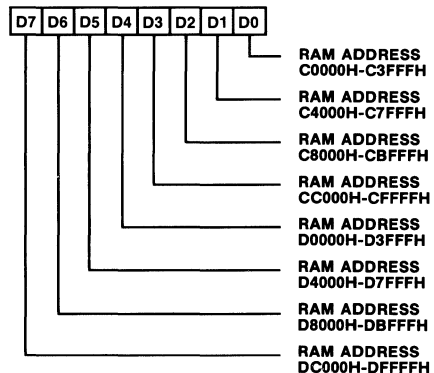 D7 D6 D5 D4 D3 D2 D1 D0
RAM ADDRESS
C0000H-C3FFFH
RAM ADDRESS
C4000H-C7FFFH
RAM ADDRESS
C8000H-CBFFFH
RAM ADDRESS
CC000H-CFFFFH
RAM ADDRESS
D0000H-D3FFFH
RAM ADDRESS
D4000H-D7FFFH
RAM ADDRESS
D8000H-DBFFFH
RAM ADDRESS
DC000H-DFFFFH